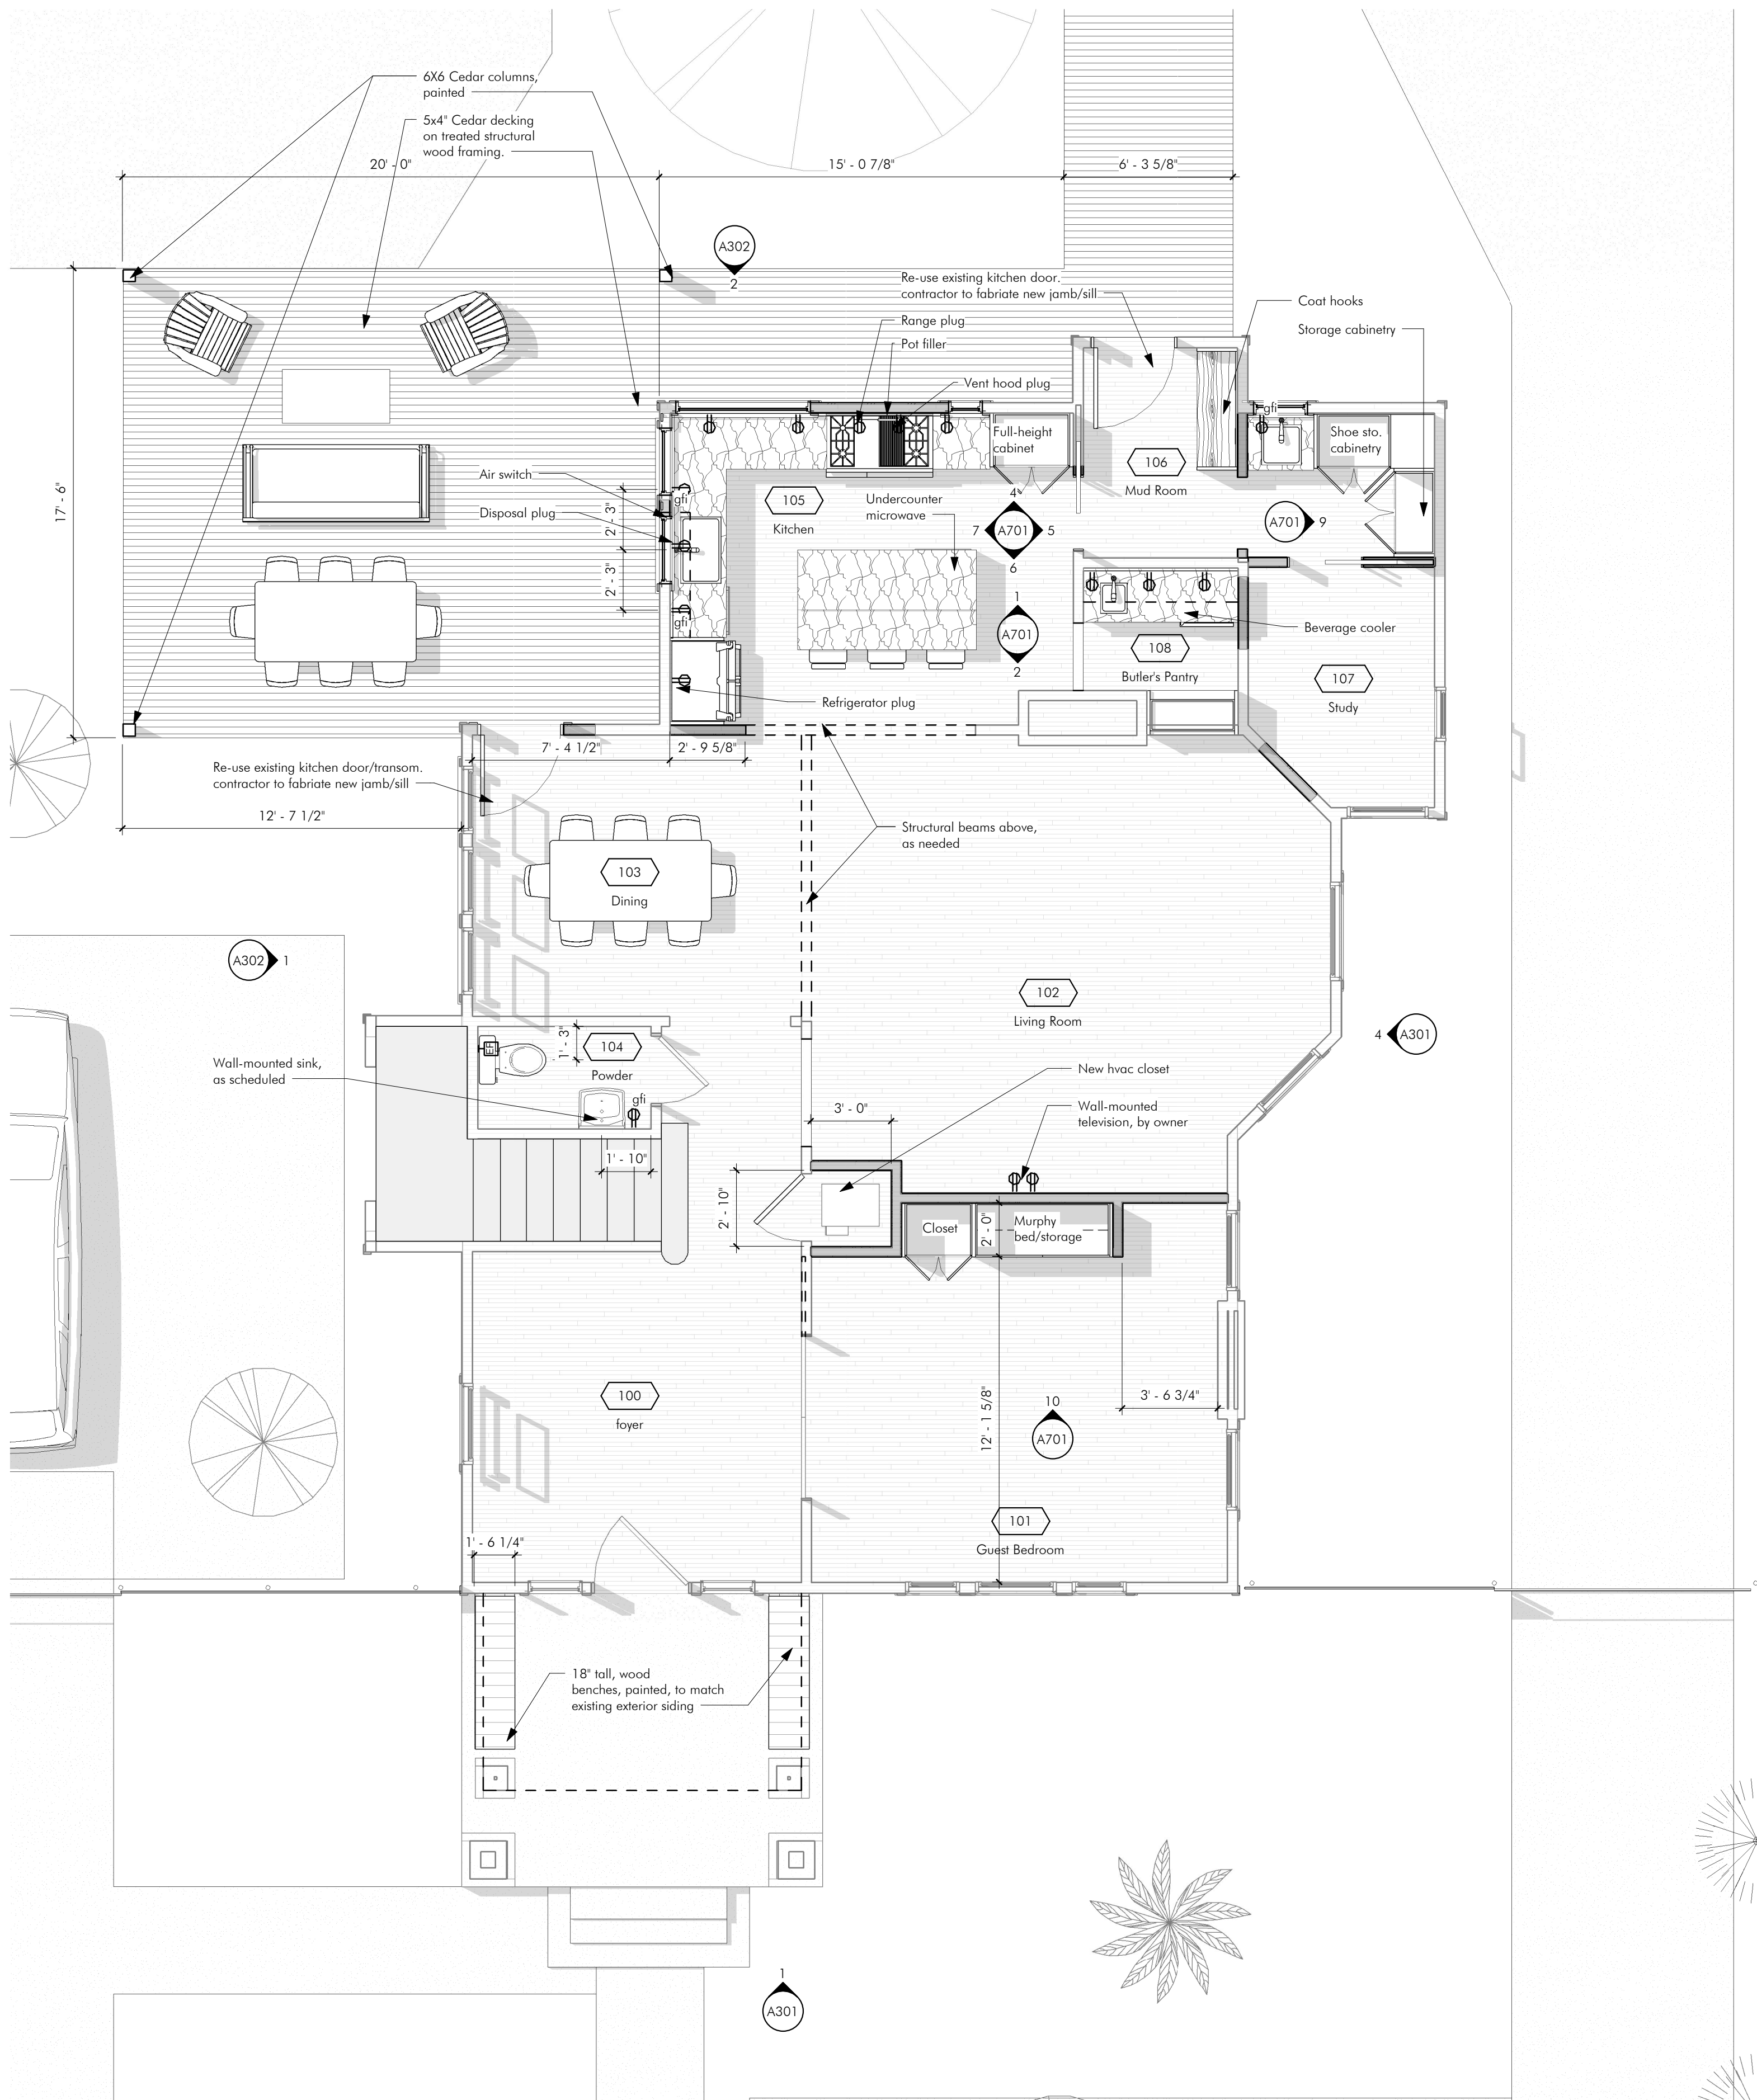 6X6 Cedar columns,
painted
5x4" Cedar decking
on treated structural
wood framing.
20' - 0"
15' - 0 7/8"
6' - 3 5/8"
A302
2
Re-use existing kitchen door.
contractor to fabriate new jamb/sill
Coat hooks
Storage cabinetry
Range plug
Pot filler
Vent hood plug
gfi
Full-height
cabinet
Shoe sto.
cabinetry
106
Mud Room
Air switch
Disposal plug
gfi
2' - 3"
2' - 3"
gfi
17' - 6"
105
Kitchen
Undercounter
microwave
4
7
A701
5
6
A701
9
1
A701
2
Beverage cooler
108
Butler's Pantry
107
Study
Refrigerator plug
7' - 4 1/2"
2' - 9 5/8"
Re-use existing kitchen door/transom.
contractor to fabriate new jamb/sill
12' - 7 1/2"
Structural beams above,
as needed
103
Dining
A302
1
102
Living Room
4
A301
1' - 3"
EF
104
Powder
Wall-mounted sink,
as scheduled
gfi
1' - 10"
New hvac closet
3' - 0"
Wall-mounted
television, by owner
2' - 10"
Closet
2' - 0"
Murphy
bed/storage
100
foyer
12' - 1 5/8"
3' - 6 3/4"
10
A701
101
Guest Bedroom
1' - 6 1/4"
18" tall, wood
benches, painted, to match
existing exterior siding
1
A301